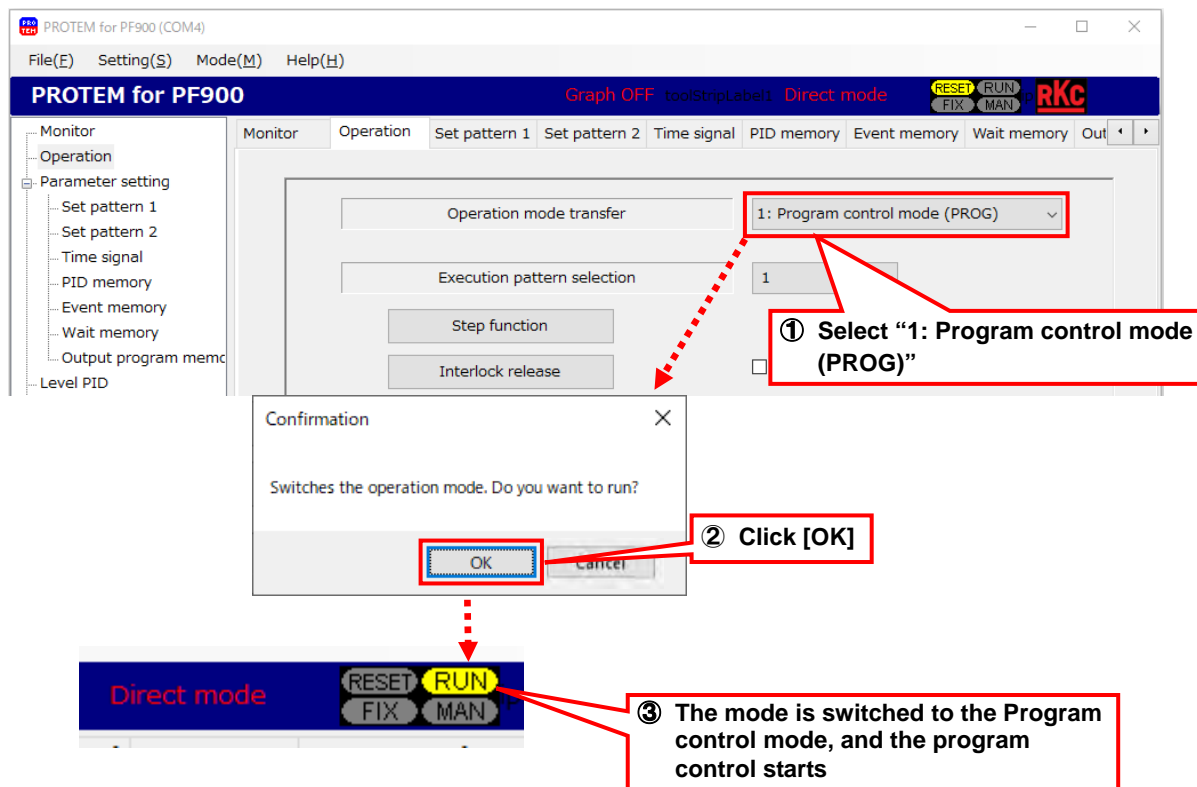 PRO TEM PROTEM for PF900 (COM4)
File(F) Setting(S) Mode(M) Help(H)
PROTEM for PF900 Graph OFF toolStripLabel1 Direct mode RESET RUN FIX MAN RKC
Monitor
Operation
Parameter setting
Set pattern 1
Set pattern 2
Time signal
PID memory
Event memory
Wait memory
Output program memo
Level PID
Monitor Operation Set pattern 1 Set pattern 2 Time signal PID memory Event memory Wait memory Out
Operation mode transfer 1: Program control mode (PROG)
Execution pattern selection 1
Step function
Interlock release
① Select “1: Program control mode
(PROG)”
Confirmation
Switches the operation mode. Do you want to run?
OK Cancel
② Click [OK]
Direct mode RESET RUN
FIX MAN
③ The mode is switched to the Program
control mode, and the program
control starts